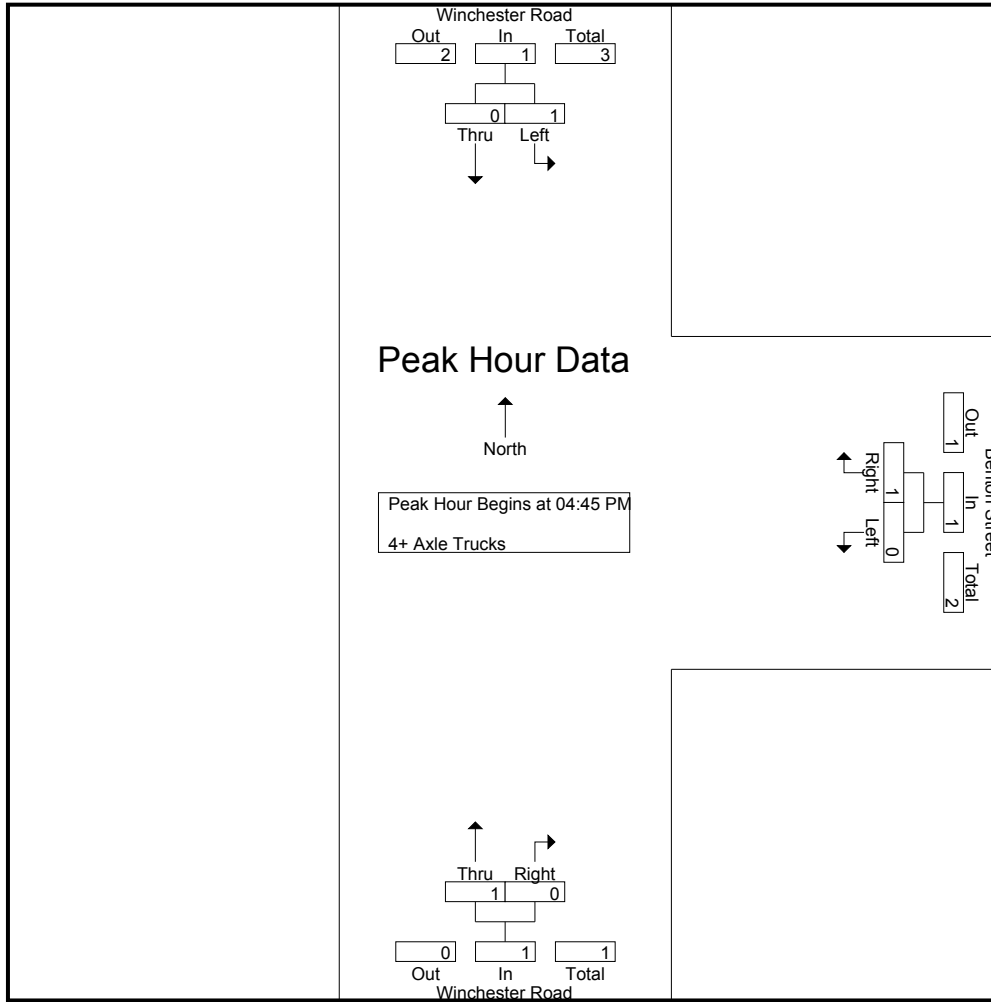 Winchester Road
Out In Total
2 1 3
0 1
Thru Left
Peak Hour Data
North
Peak Hour Begins at 04:45 PM
4+ Axle Trucks
Right Left
1 0
Out In Total
1 1 2
Benton Street
Thru Right
1 0
0 1 1
Out In Total
Winchester Road